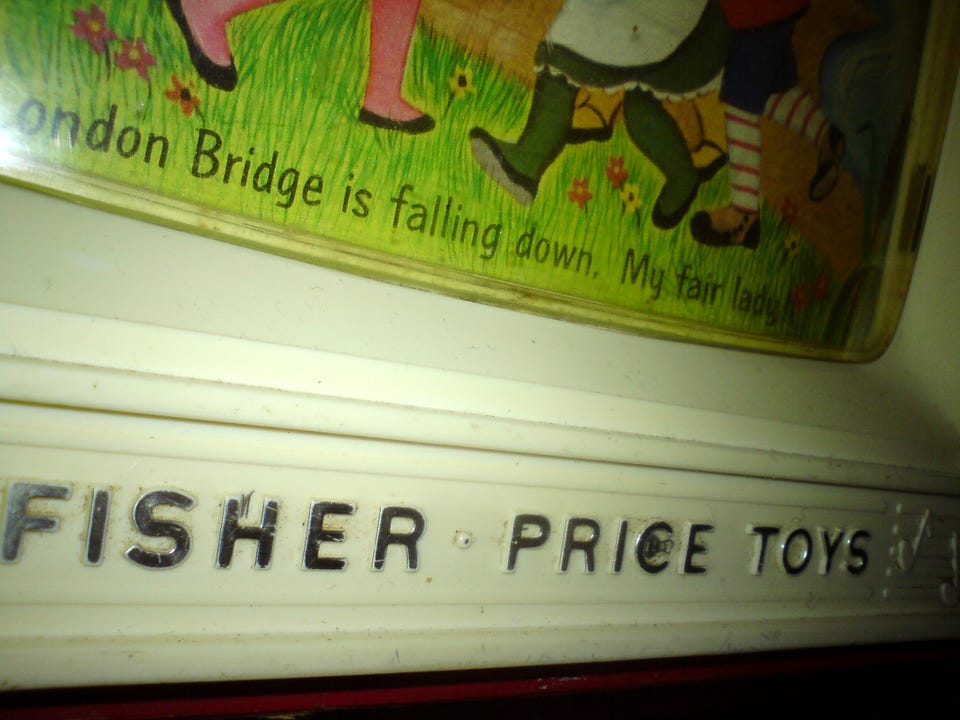 ondon Bridge is falling down, My fair lady,
FISHER · PRICE TOYS